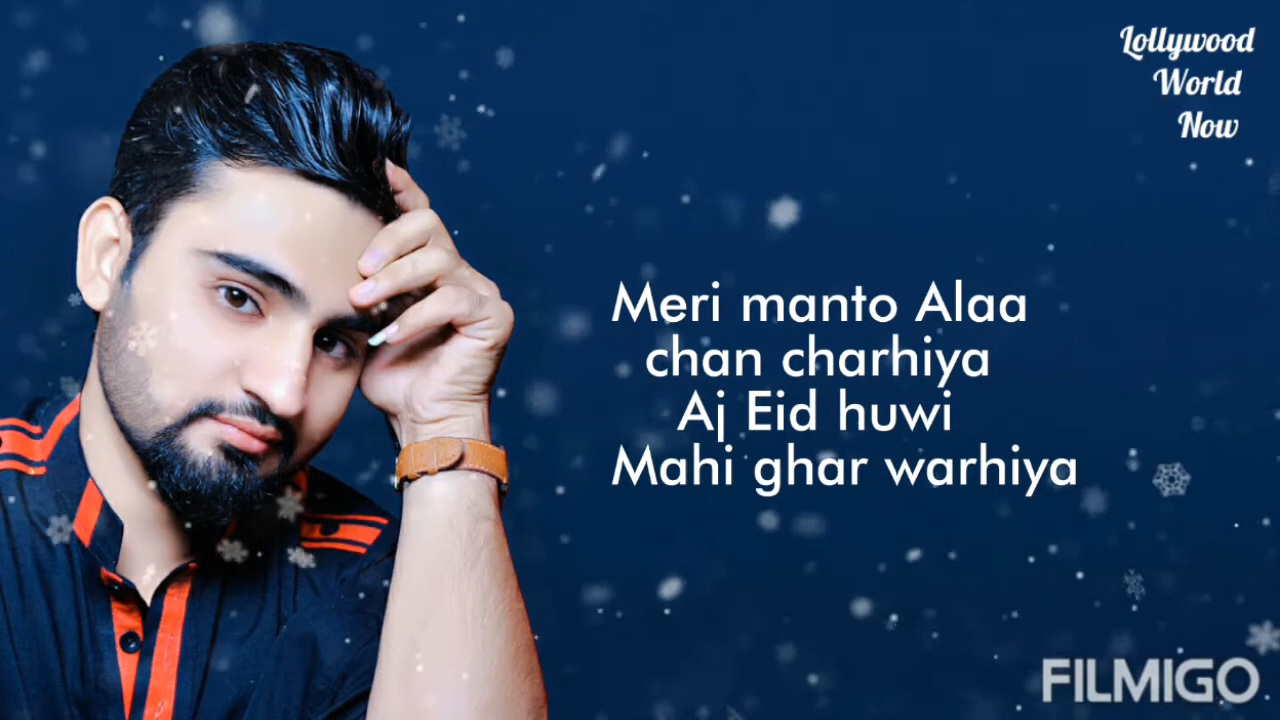 Lollywood
World
Now
Meri manto Alaa
chan charhiya
Aj Eid huwi
Mahi ghar warhiya
FILMIGO